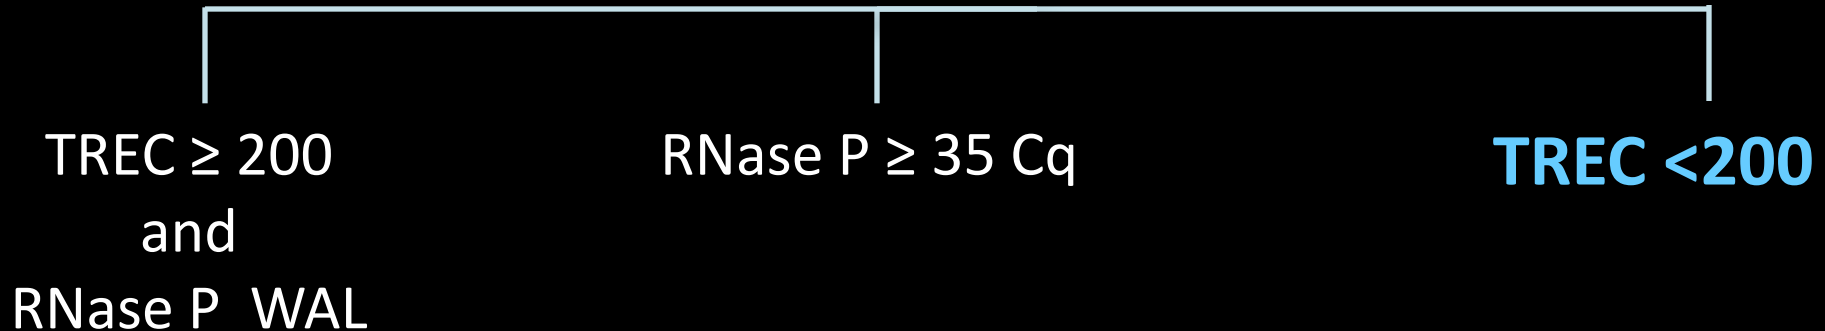 TREC ≥ 200
and
RNase P  WAL
RNase P ≥ 35 Cq
TREC <200